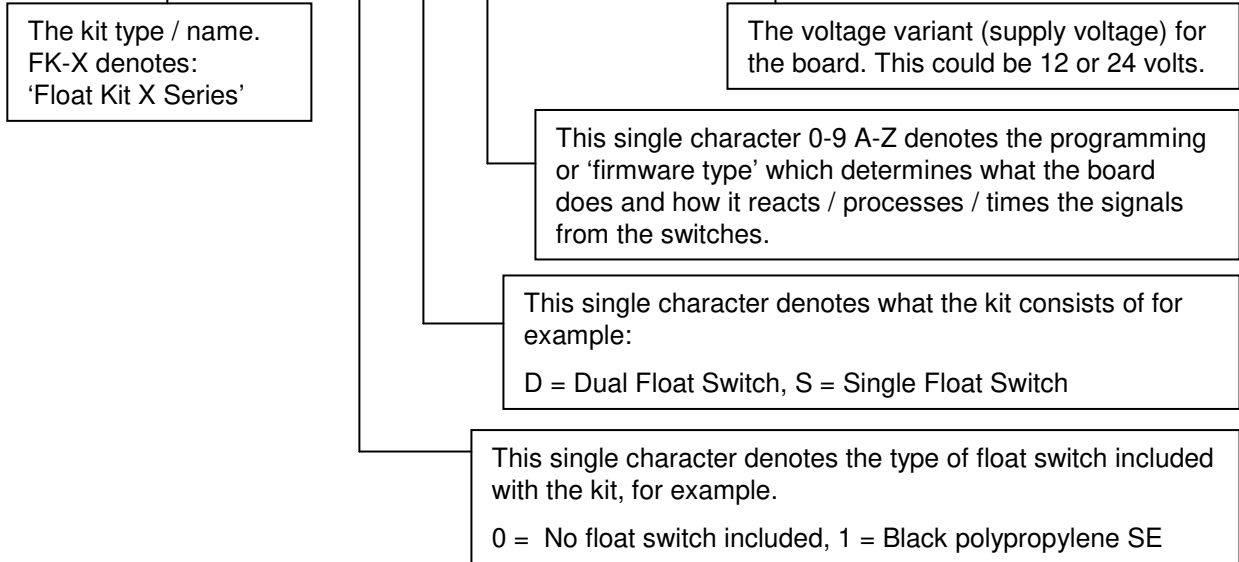 The kit type / name.
FK-X denotes:
‘Float Kit X Series’
The voltage variant (supply voltage) for
the board. This could be 12 or 24 volts.
This single character 0-9 A-Z denotes the programming
or ‘firmware type’ which determines what the board
does and how it reacts / processes / times the signals
from the switches.
This single character denotes what the kit consists of for
example:
D = Dual Float Switch, S = Single Float Switch
This single character denotes the type of float switch included
with the kit, for example.
0 = No float switch included, 1 = Black polypropylene SE